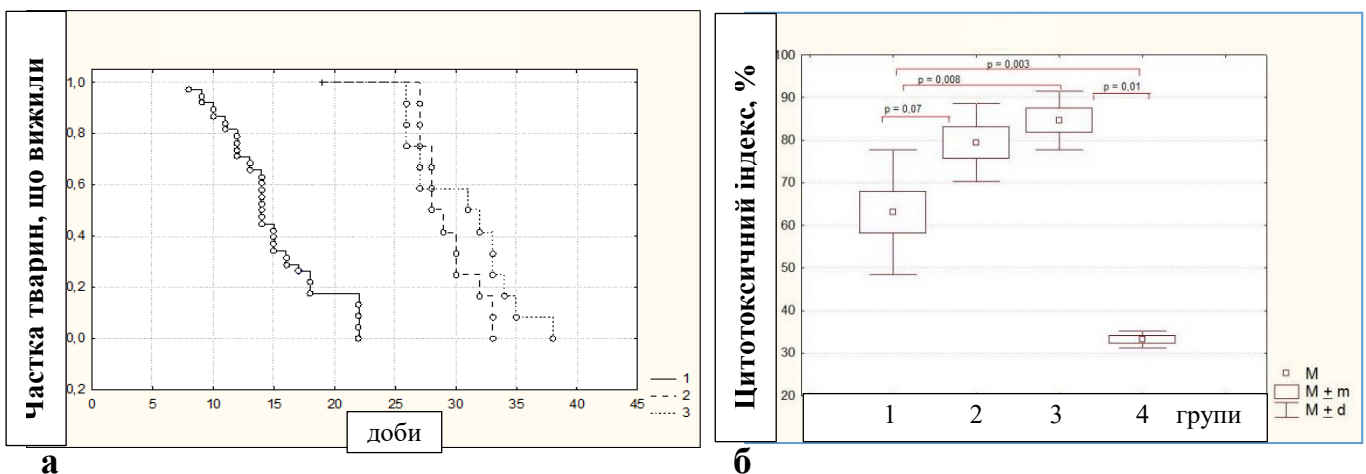 Частка тварин, що вижили
1,0
0,8
0,6
0,4
0,2
0,0
0,2
0 5 10 15 20 25 30 35 40 45
доби
1
2
3
а
Цитотоксичний індекс, %
100
90
80
70
60
50
40
30
20
p = 0,003
p = 0,008
p = 0,01
p = 0,07
1 2 3 4 групи
M
M ± m
M ± d
б